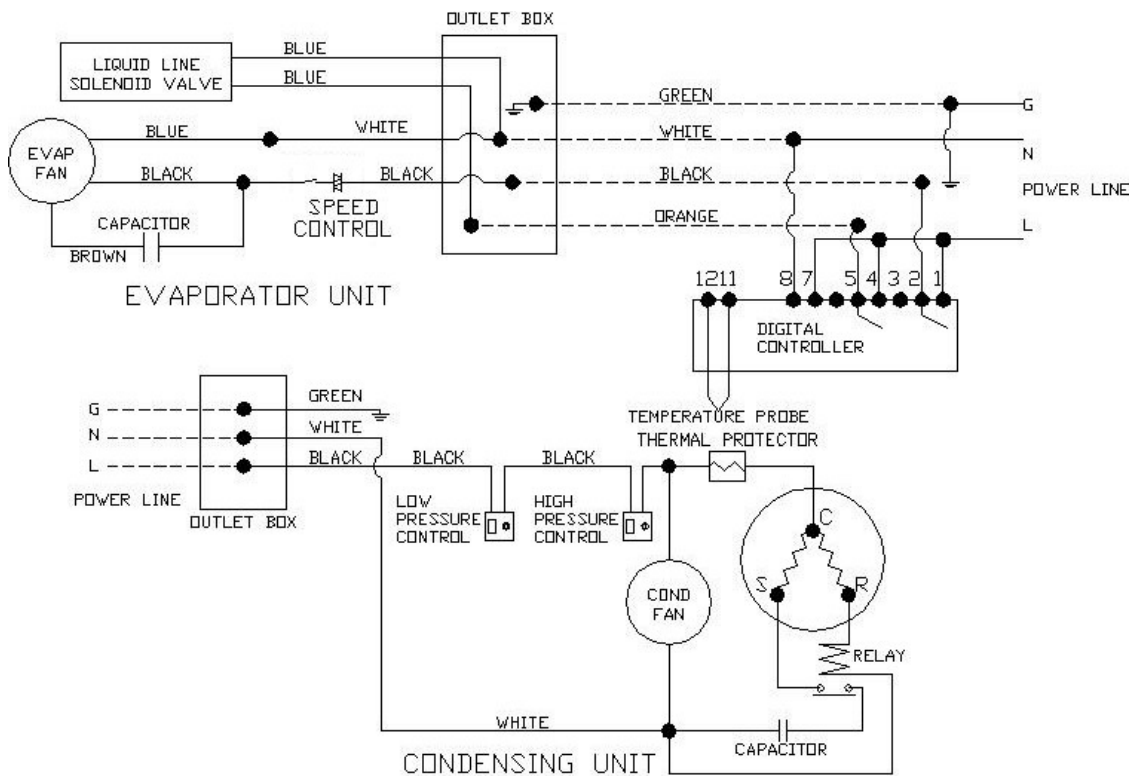 OUTLET BOX
LIQUID LINE
SOLENOID VALVE
BLUE
BLUE
GREEN
G
EVAP
FAN
BLUE
WHITE
WHITE
N
BLACK
BLACK
BLACK
POWER LINE
SPEED
CONTROL
CAPACITOR
BROWN
ORANGE
L
EVAPORATOR UNIT
12 11 8 7 5 4 3 2 1
DIGITAL
CONTROLLER
TEMPERATURE PROBE
G
GREEN
N
WHITE
L
BLACK
BLACK
BLACK
POWER LINE
OUTLET BOX
LOW
PRESSURE
CONTROL
HIGH
PRESSURE
CONTROL
THERMAL PROTECTOR
C
S
R
COND
FAN
RELAY
WHITE
CAPACITOR
CONDENSING UNIT